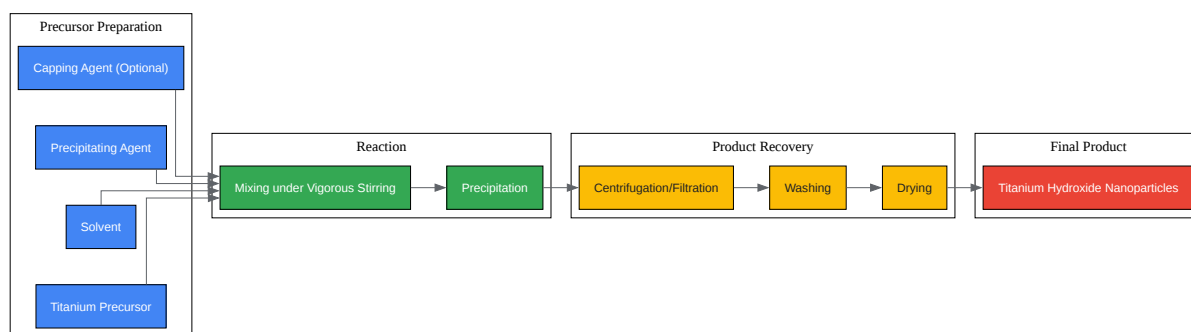 Precursor Preparation
Capping Agent (Optional)
Precipitating Agent
Solvent
Titanium Precursor
Reaction
Mixing under Vigorous Stirring
Precipitation
Product Recovery
Centrifugation/Filtration
Washing
Drying
Final Product
Titanium Hydroxide Nanoparticles